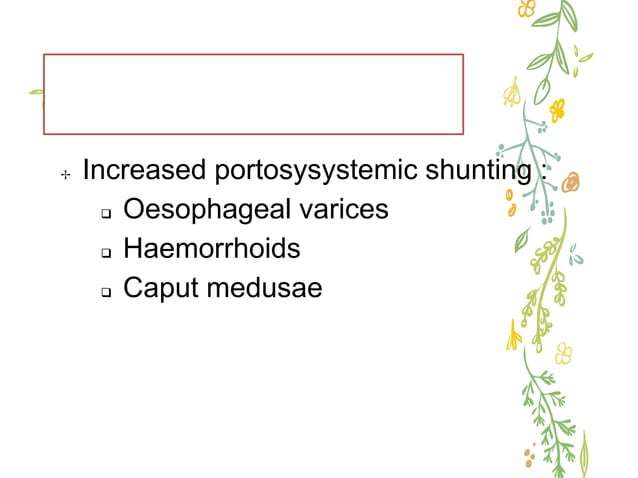 Increased portosysystemic shunting :
Oesophageal varices
Haemorrhoids
Caput medusae